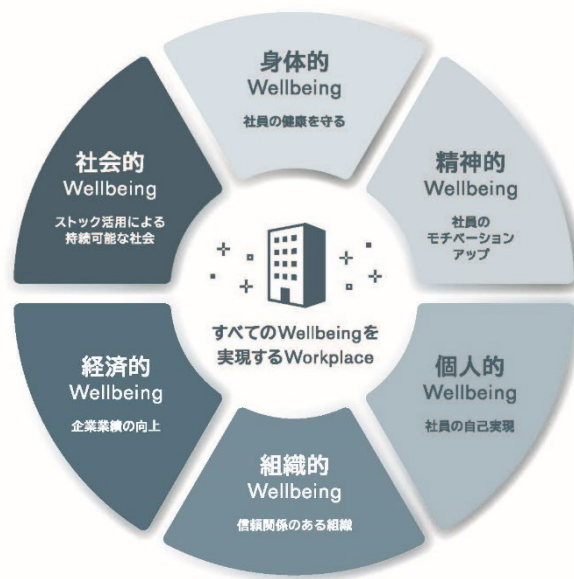 身体的
Wellbeing
社員の健康を守る
精神的
Wellbeing
社員の
モチベーション
アップ
個人的
Wellbeing
社員の自己実現
組織的
Wellbeing
信頼関係のある組織
経済的
Wellbeing
企業業績の向上
社会的
Wellbeing
ストック活用による
持続可能な社会
すべてのWellbeingを
実現するWorkplace